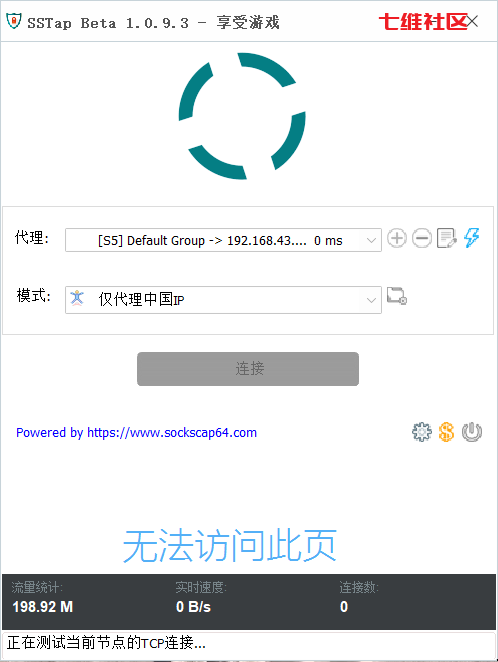 SSTap Beta 1.0.9.3 - 享受游戏
七维社区
代理:
[S5] Default Group -> 192.168.43.... 0 ms
模式:
仅代理中国IP
连接
Powered by https://www.sockscap64.com
无法访问此页
流量统计: 实时速度: 连接数:
198.92 M 0 B/s 0
正在测试当前节点的TCP连接...